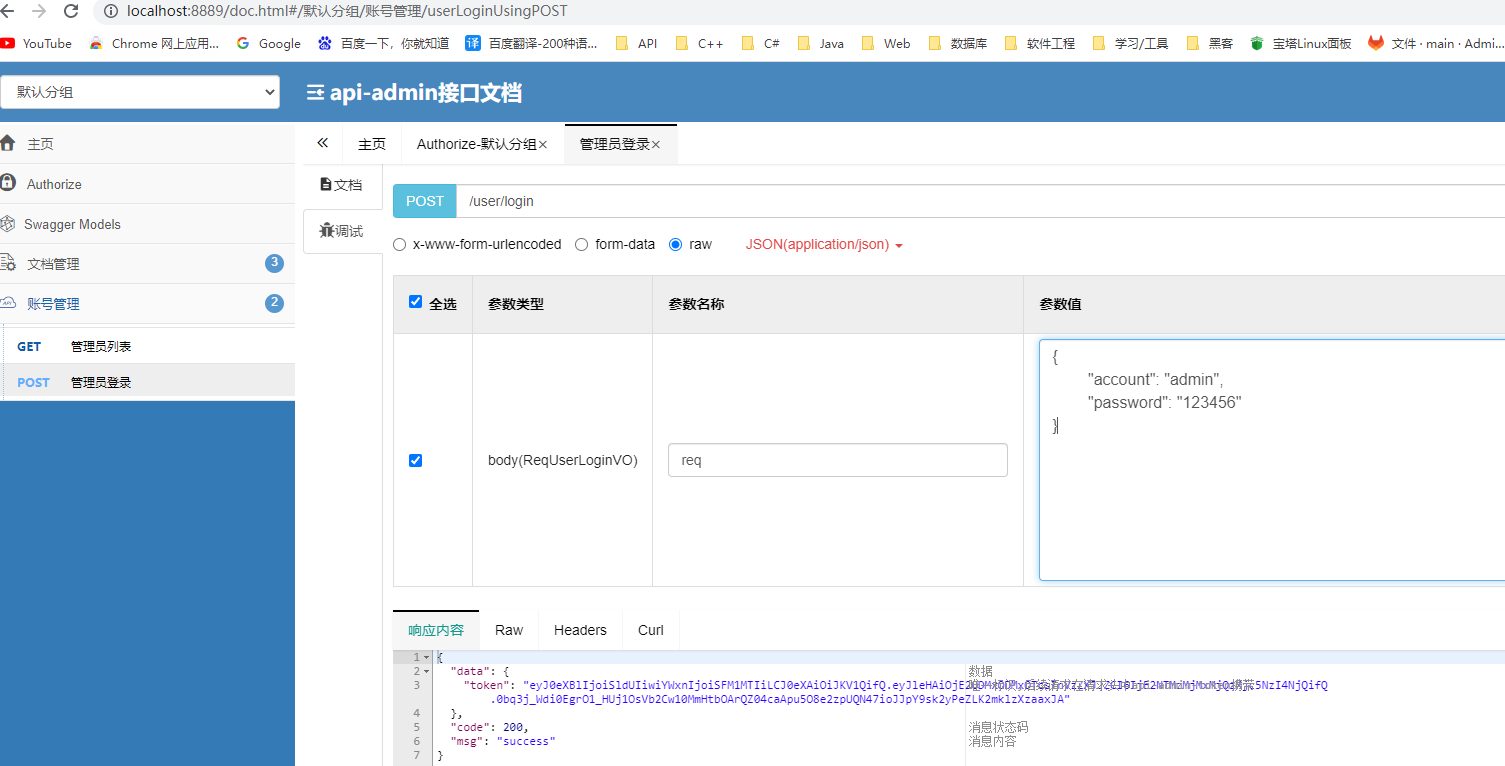 localhost:8889/doc.html#/默认分组/账号管理/userLoginUsingPOST
YouTube Chrome 网上应用... Google 百度一下，你就知道 译 百度翻译-200种语... API C++ C# Java Web 数据库 软件工程 学习/工具 黑客 宝塔Linux面板 文件 · main · Admi...
默认分组 api-admin接口文档
主页
Authorize
Swagger Models
文档管理 3
账号管理 2
GET 管理员列表
POST 管理员登录
主页 Authorize-默认分组× 管理员登录×
文档
调试
POST /user/login
x-www-form-urlencoded form-data raw JSON(application/json)
全选 参数类型 参数名称 参数值
body(ReqUserLoginVO) req
{
"account": "admin",
"password": "123456"
}
响应内容 Raw Headers Curl
1 {
2 "data": { 数据
3 "token":
4 },
5 "code": 200, 消息状态码
6 "msg": "success" 消息内容
7 }